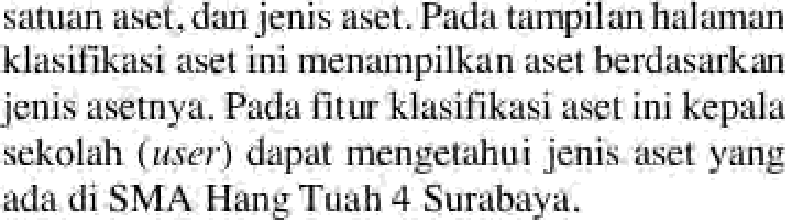 satuan aset, dan jenis aset. Pada tampilan halaman
klasifikasi aset ini menampilkan aset berdasarkan
jenis asetnya. Pada fitur klasifikasi aset ini kepala
sekolah (user) dapat mengetahui jenis aset yang
ada di SMA Hang Tuah 4 Surabaya.